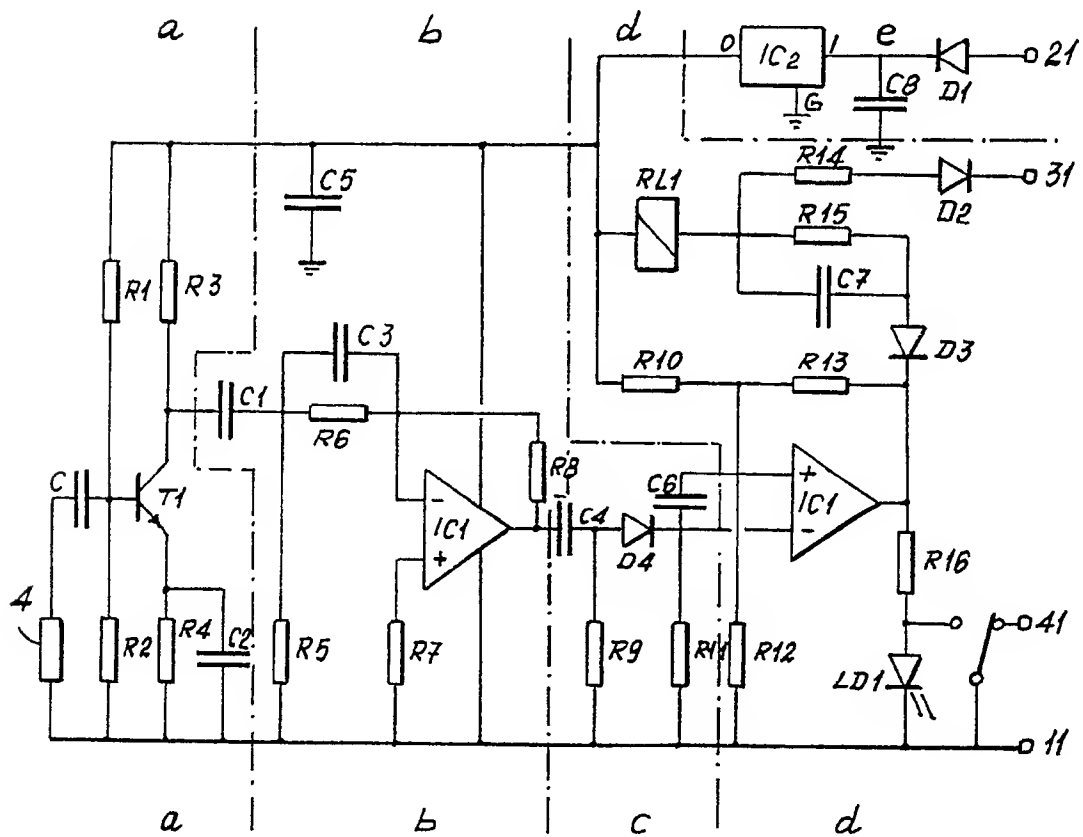 a b d e
0 IC2 1 21
G C8 D1
C5 R14 31
RL1 D2
R15
R1 R3 C7
C3 D3
R10 R13
C1
R6
R8
C T1 C6 +
- IC1 C4 IC1
+ D4 -
R16
4 R2 R4 C2 R5 R7 R9 R11 R12 41
LD1
11
a b c d